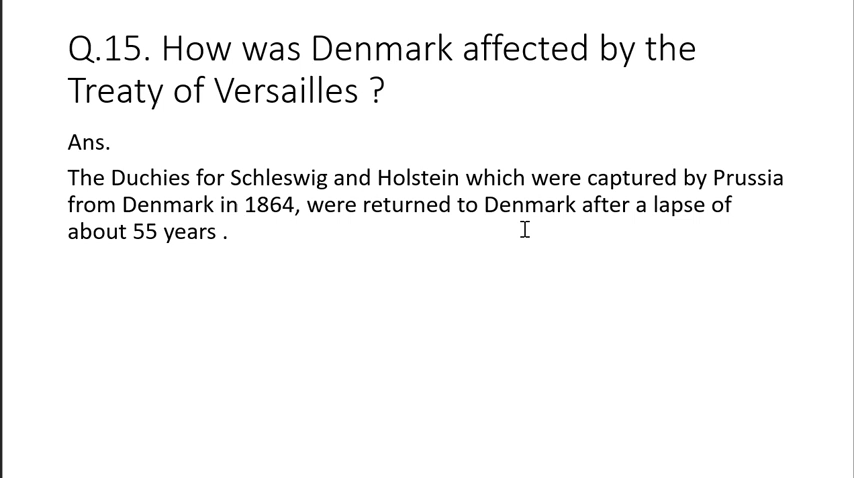 Q.15. How was Denmark affected by the
Treaty of Versailles ?
Ans.
The Duchies for Schleswig and Holstein which were captured by Prussia
from Denmark in 1864, were returned to Denmark after a lapse of
about 55 years .